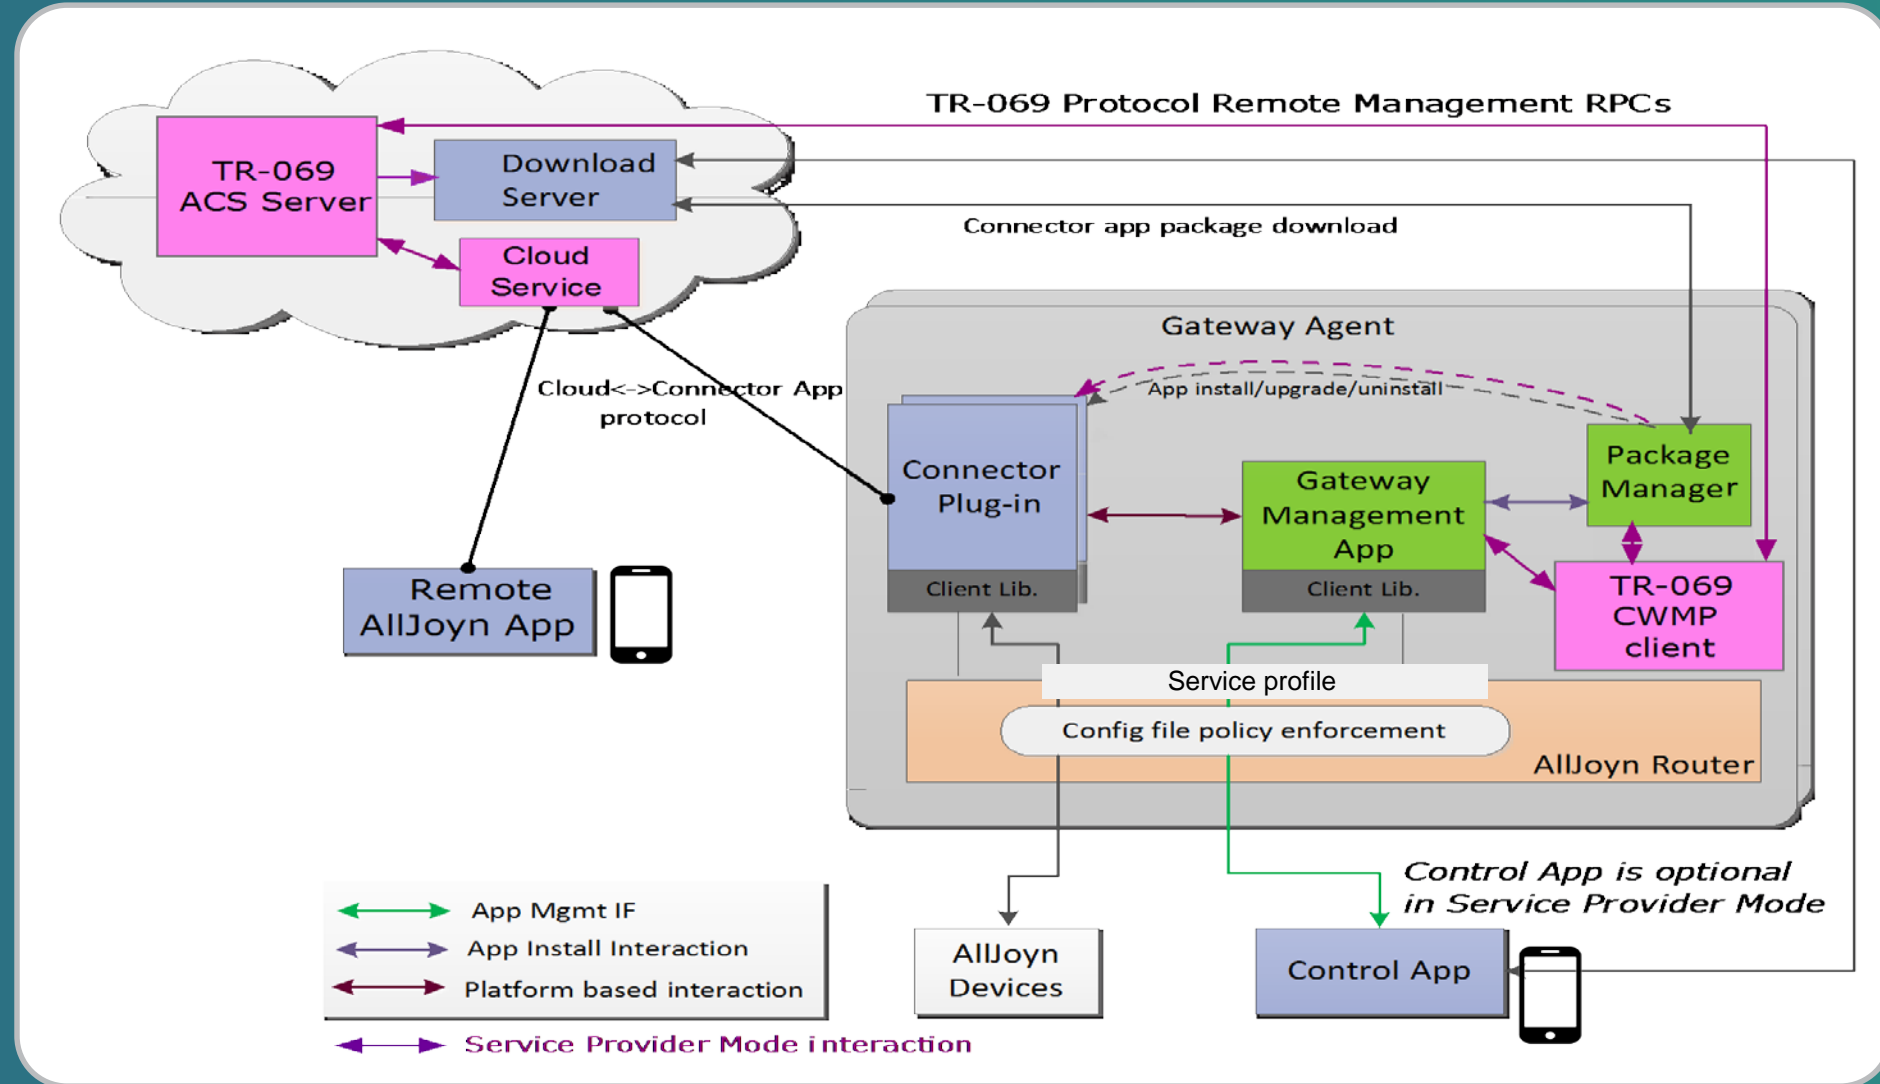 TR-069 Protocol Remote Management RPCs
TR-069
ACS Server
Download
Server
Cloud
Service
Connector app package download
Cloud<->Connector App
protocol
Gateway Agent
App install/upgrade/uninstall
Connector
Plug-in
Client Lib.
Gateway
Management
App
Client Lib.
Package
Manager
TR-069
CWMP
client
Remote
AllJoyn App
Service profile
Config file policy enforcement
AllJoyn Router
Control App is optional
in Service Provider Mode
AllJoyn
Devices
Control App
App Mgmt IF
App Install Interaction
Platform based interaction
Service Provider Mode interaction